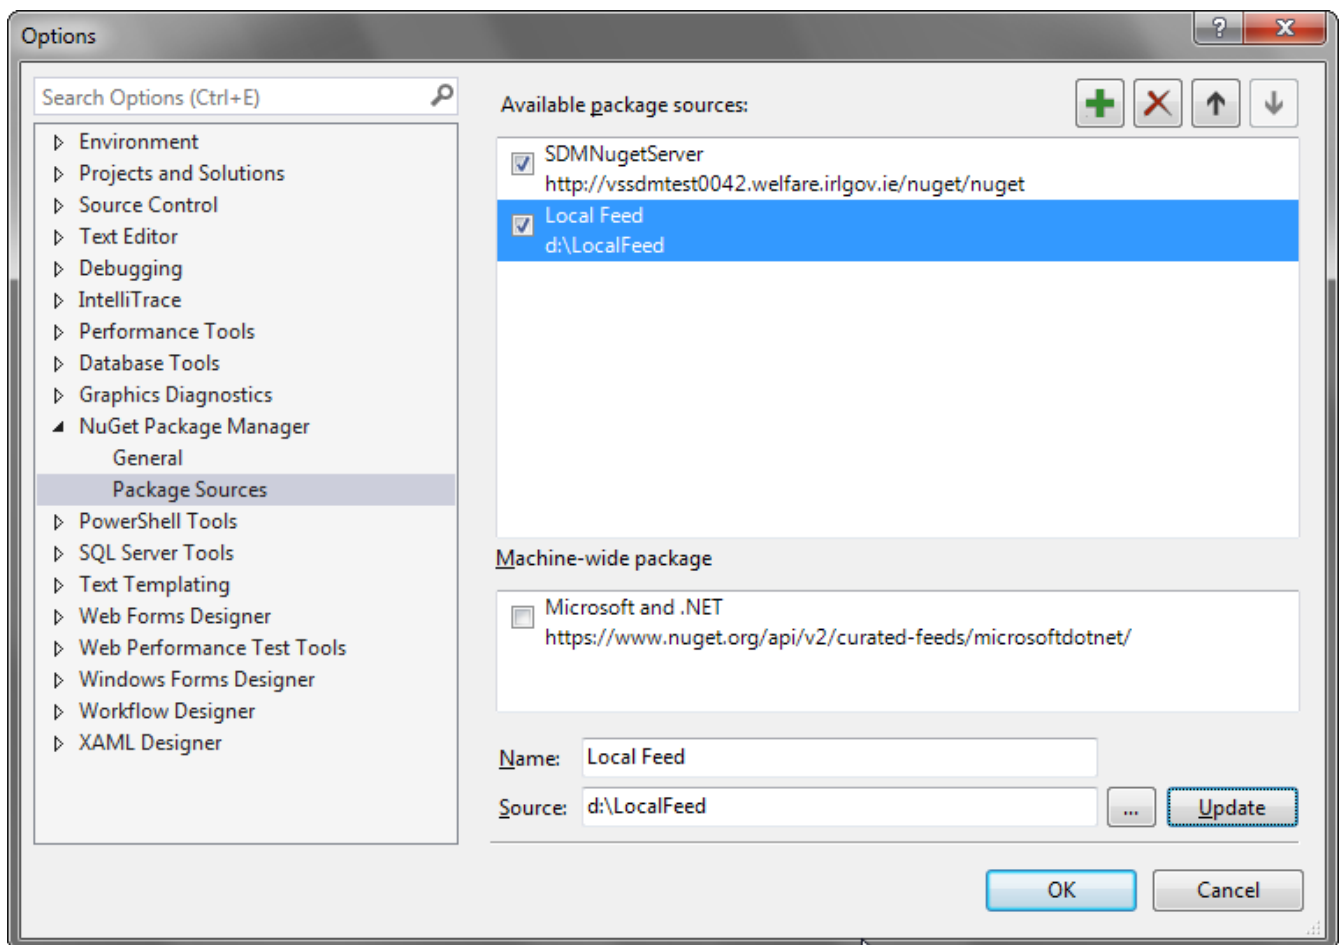 Options
Search Options (Ctrl+E)
Environment
Projects and Solutions
Source Control
Text Editor
Debugging
IntelliTrace
Performance Tools
Database Tools
Graphics Diagnostics
NuGet Package Manager
General
Package Sources
PowerShell Tools
SQL Server Tools
Text Templating
Web Forms Designer
Web Performance Test Tools
Windows Forms Designer
Workflow Designer
XAML Designer
Available package sources:
SDMNugetServer
http://vssdmtest0042.welfare.irlgov.ie/nuget/nuget
Local Feed
d:\LocalFeed
Machine-wide package
Microsoft and .NET
https://www.nuget.org/api/v2/curated-feeds/microsoftdotnet/
Name: Local Feed
Source: d:\LocalFeed ... Update
OK Cancel